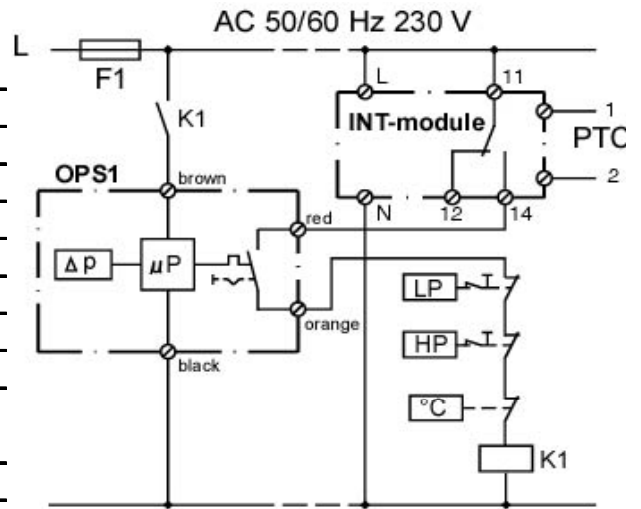 AC 50/60 Hz 230 V
L
F1
L
11
K1
INT-module
1
PTC
2
OPS1
brown
N
12
14
red
Δp
µP
LP
orange
HP
black
°C
K1